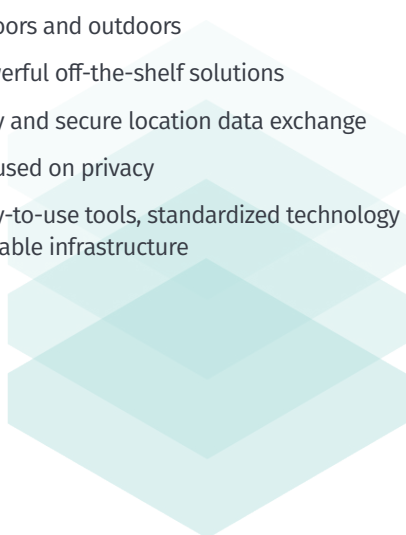 oors and outdoors
erful off-the-shelf solutions
y and secure location data exchange
used on privacy
y-to-use tools, standardized technology
able infrastructure